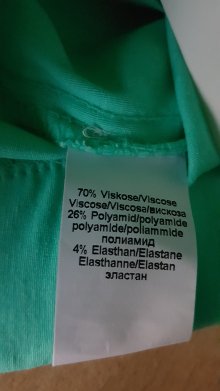 70% Viskose/Viscose
Viscose/Viscosa/вискоза
26% Polyamid/polyamide
polyamide/poliammide
полиамид
4% Elasthan/Elastane
Elasthanne/Elastan
эластан